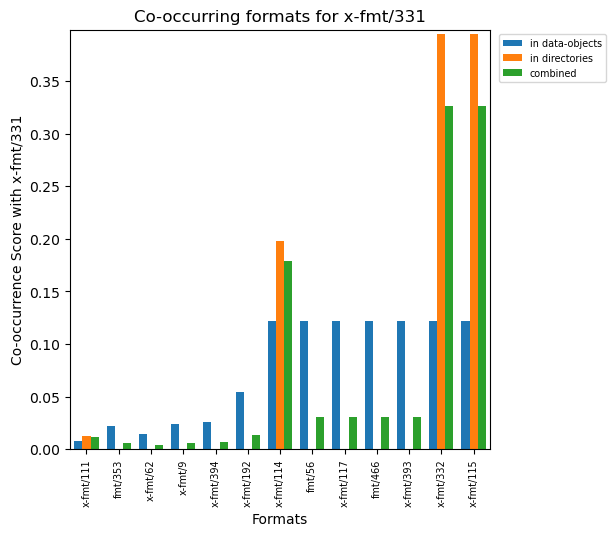 Co-occurring formats for x-fmt/331
in data-objects
in directories
combined
Co-occurrence Score with x-fmt/331
0.35
0.30
0.25
0.20
0.15
0.10
0.05
0.00
x-fmt/111
fmt/353
x-fmt/62
x-fmt/9
x-fmt/394
x-fmt/192
x-fmt/114
fmt/56
x-fmt/117
fmt/466
x-fmt/393
x-fmt/332
x-fmt/115
Formats